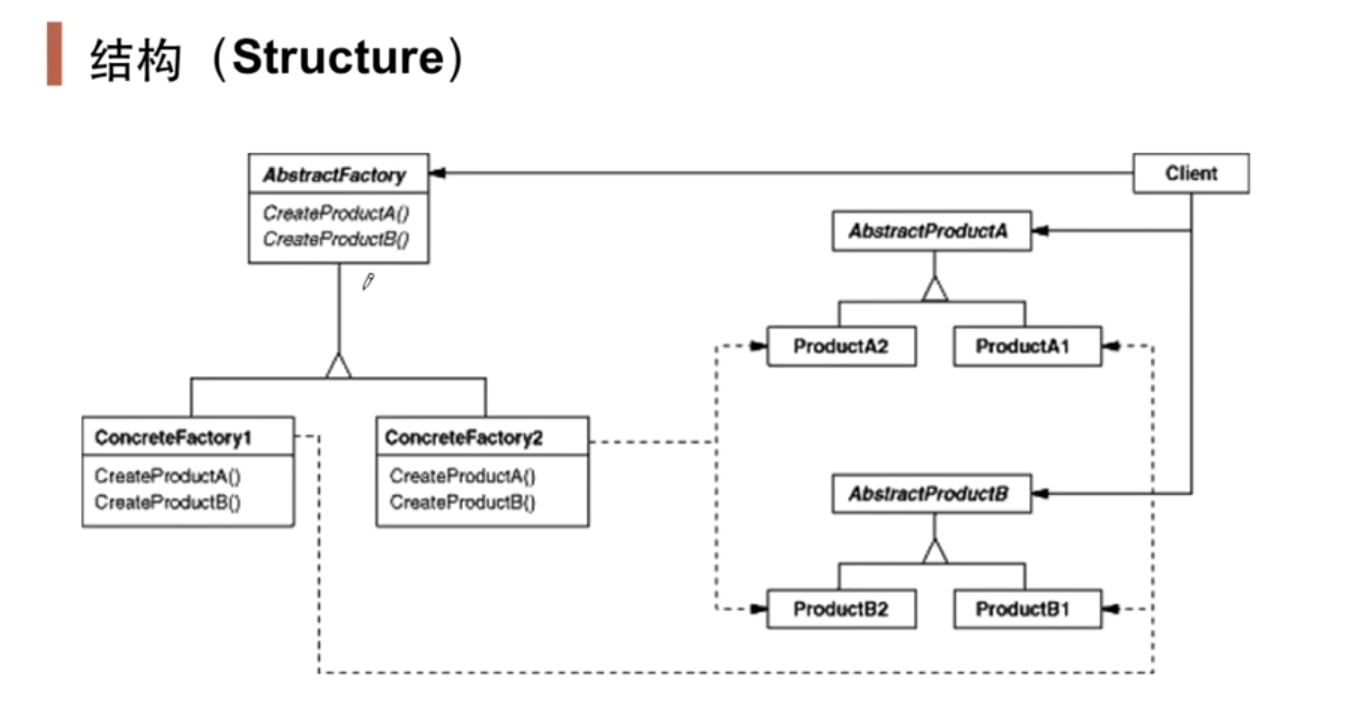 结构（Structure）
AbstractFactory
CreateProductA()
CreateProductB()
Client
AbstractProductA
ProductA2
ProductA1
ConcreteFactory1
CreateProductA()
CreateProductB()
ConcreteFactory2
CreateProductA()
CreateProductB()
AbstractProductB
ProductB2
ProductB1